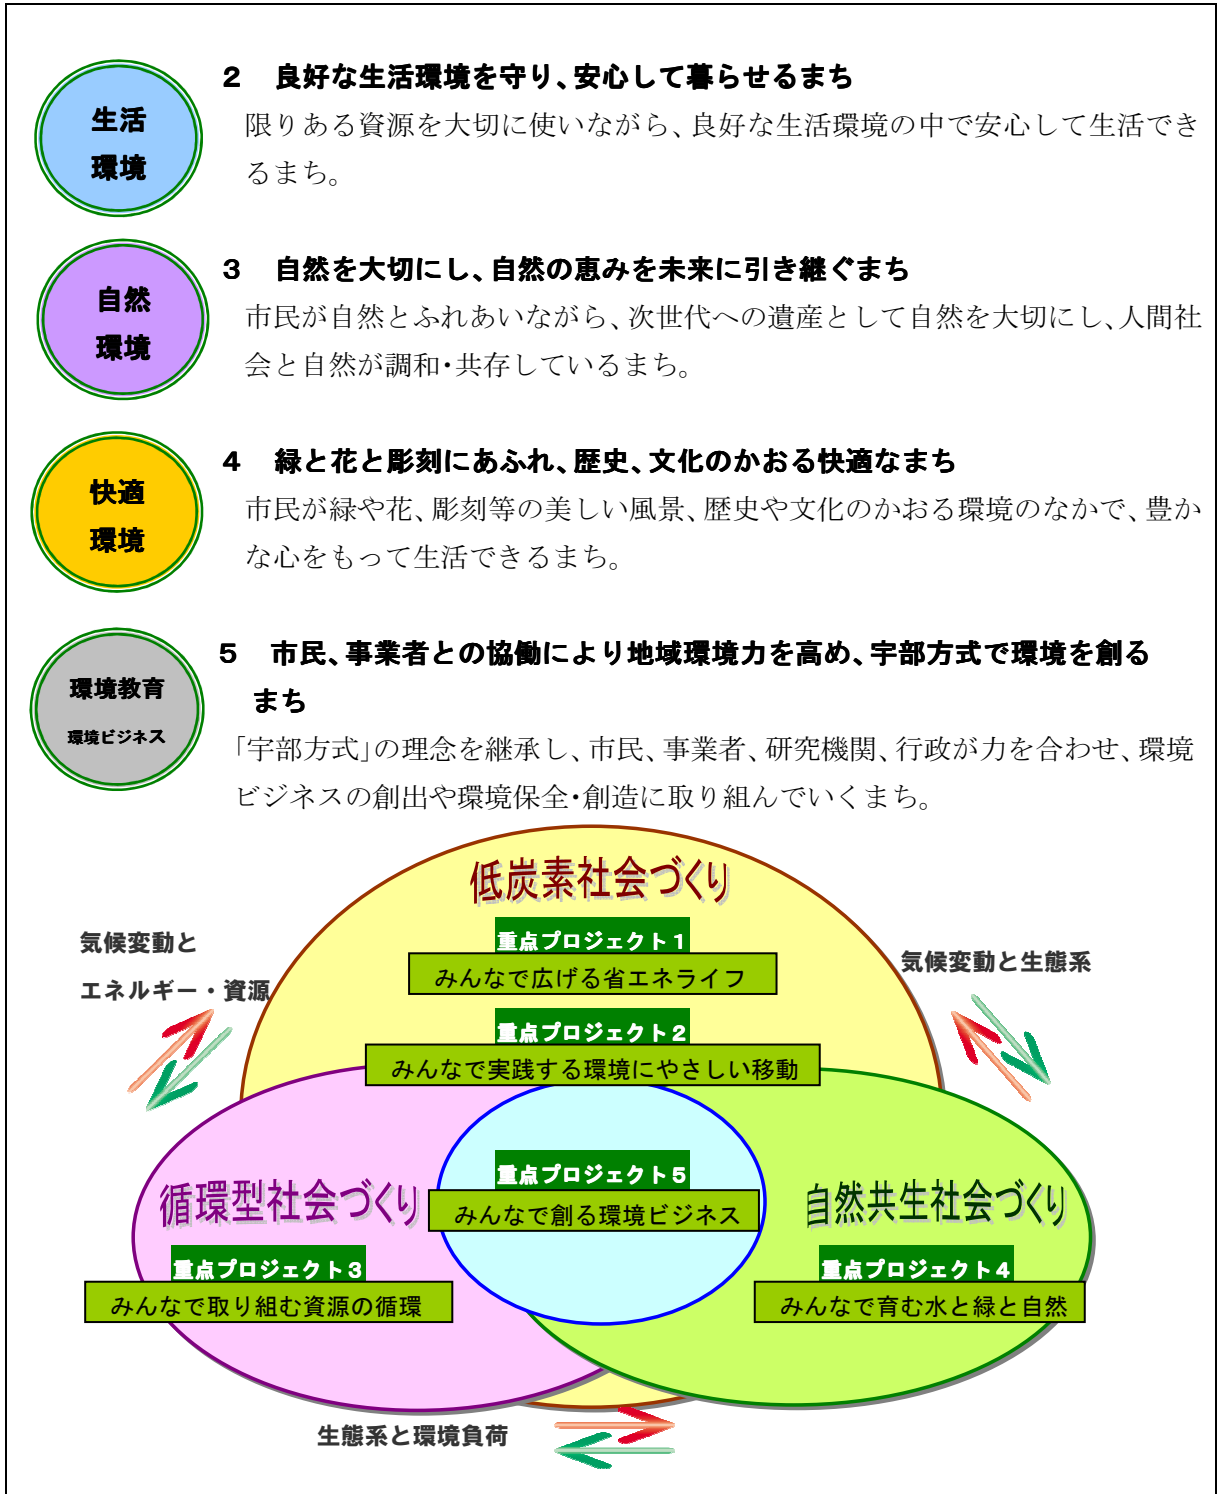 生活
環境
２　良好な生活環境を守り、安心して暮らせるまち
限りある資源を大切に使いながら、良好な生活環境の中で安心して生活でき
るまち。
自然
環境
３　自然を大切にし、自然の恵みを未来に引き継ぐまち
市民が自然とふれあいながら、次世代への遺産として自然を大切にし、人間社
会と自然が調和・共存しているまち。
快適
環境
４　緑と花と彫刻にあふれ、歴史、文化のかおる快適なまち
市民が緑や花、彫刻等の美しい風景、歴史や文化のかおる環境のなかで、豊か
な心をもって生活できるまち。
環境教育
環境ビジネス
５　市民、事業者との協働により地域環境力を高め、宇部方式で環境を創る
まち
「宇部方式」の理念を継承し、市民、事業者、研究機関、行政が力を合わせ、環境
ビジネスの創出や環境保全・創造に取り組んでいくまち。
低炭素社会づくり
重点プロジェクト１
みんなで広げる省エネライフ
気候変動と
エネルギー・資源
気候変動と生態系
重点プロジェクト２
みんなで実践する環境にやさしい移動
重点プロジェクト５
みんなで創る環境ビジネス
循環型社会づくり
重点プロジェクト３
みんなで取り組む資源の循環
自然共生社会づくり
重点プロジェクト４
みんなで育む水と緑と自然
生態系と環境負荷